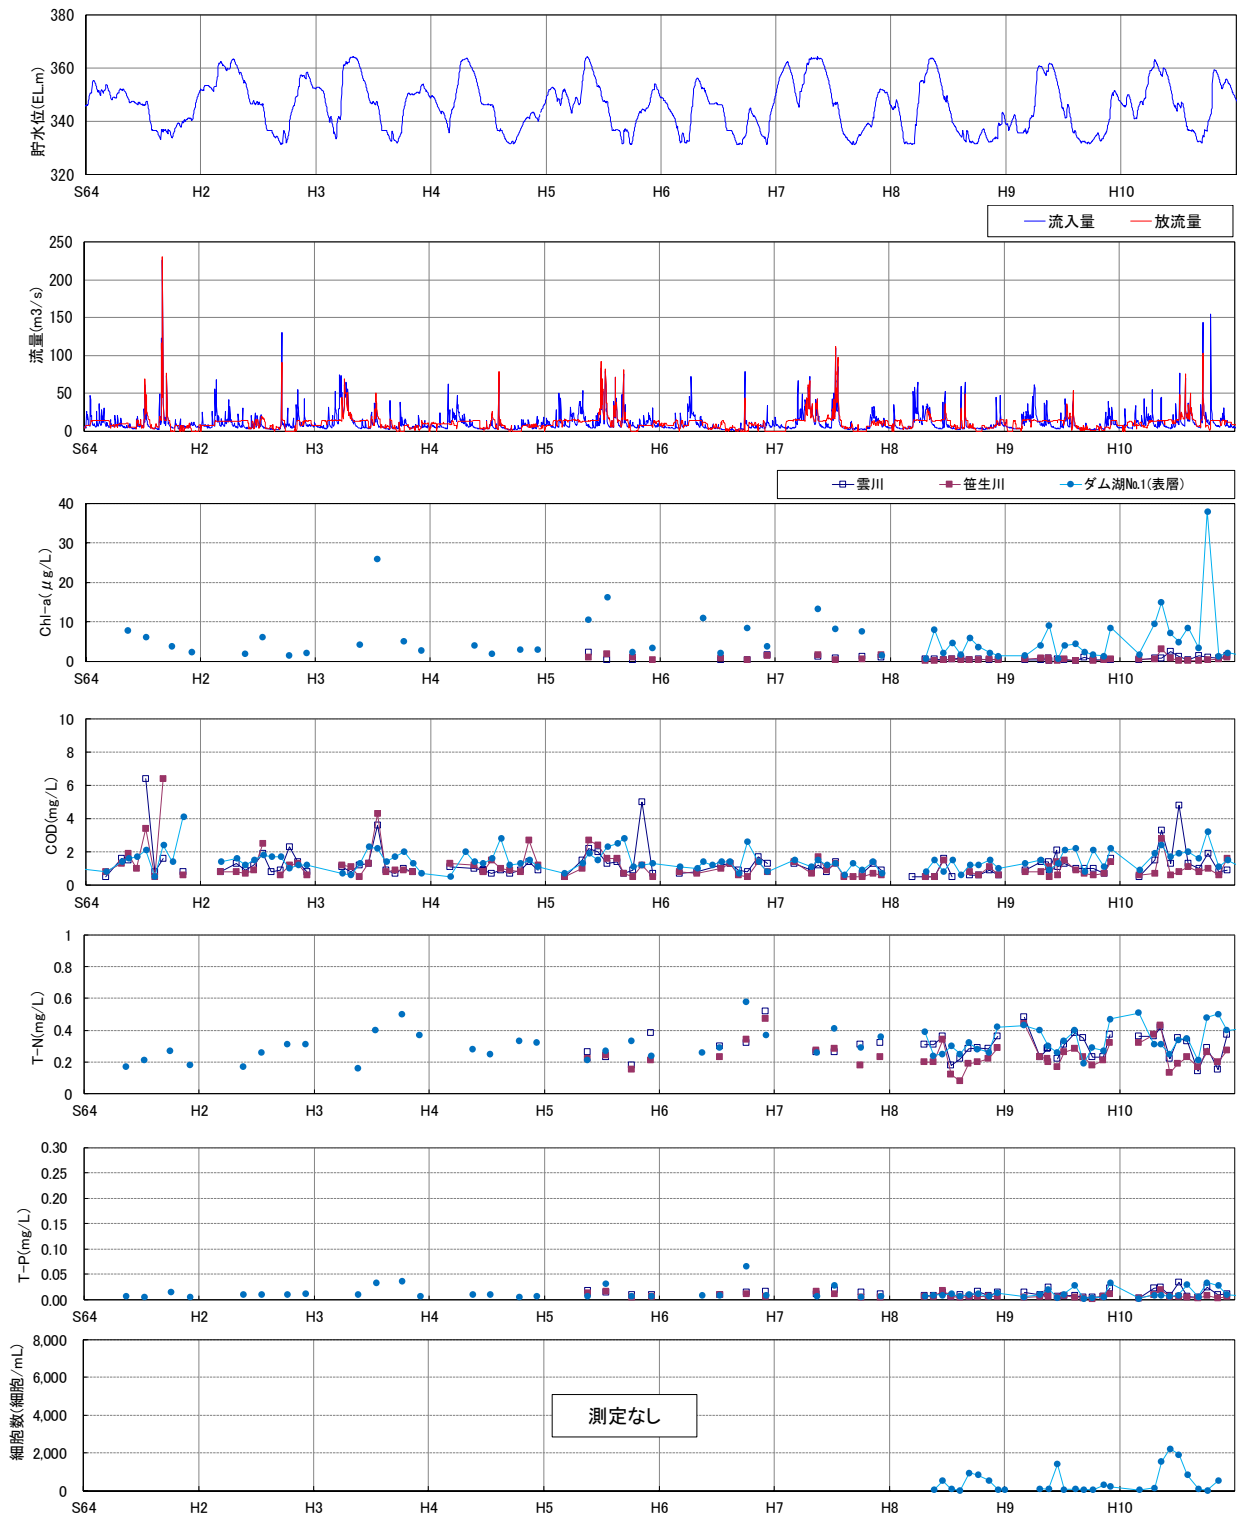 貯水位(EL.m)
380
360
340
320
S64 H2 H3 H4 H5 H6 H7 H8 H9 H10
流入量 放流量
流量(m3/s)
250
200
150
100
50
0
S64 H2 H3 H4 H5 H6 H7 H8 H9 H10
雲川 笹生川 ダム湖№1(表層)
Chl-a(μg/L)
40
30
20
10
0
S64 H2 H3 H4 H5 H6 H7 H8 H9 H10
COD(mg/L)
10
8
6
4
2
0
S64 H2 H3 H4 H5 H6 H7 H8 H9 H10
T-N(mg/L)
1
0.8
0.6
0.4
0.2
0
S64 H2 H3 H4 H5 H6 H7 H8 H9 H10
T-P(mg/L)
0.30
0.25
0.20
0.15
0.10
0.05
0.00
S64 H2 H3 H4 H5 H6 H7 H8 H9 H10
細胞数(細胞/mL)
8,000
6,000
4,000
2,000
0
測定なし
S64 H2 H3 H4 H5 H6 H7 H8 H9 H10